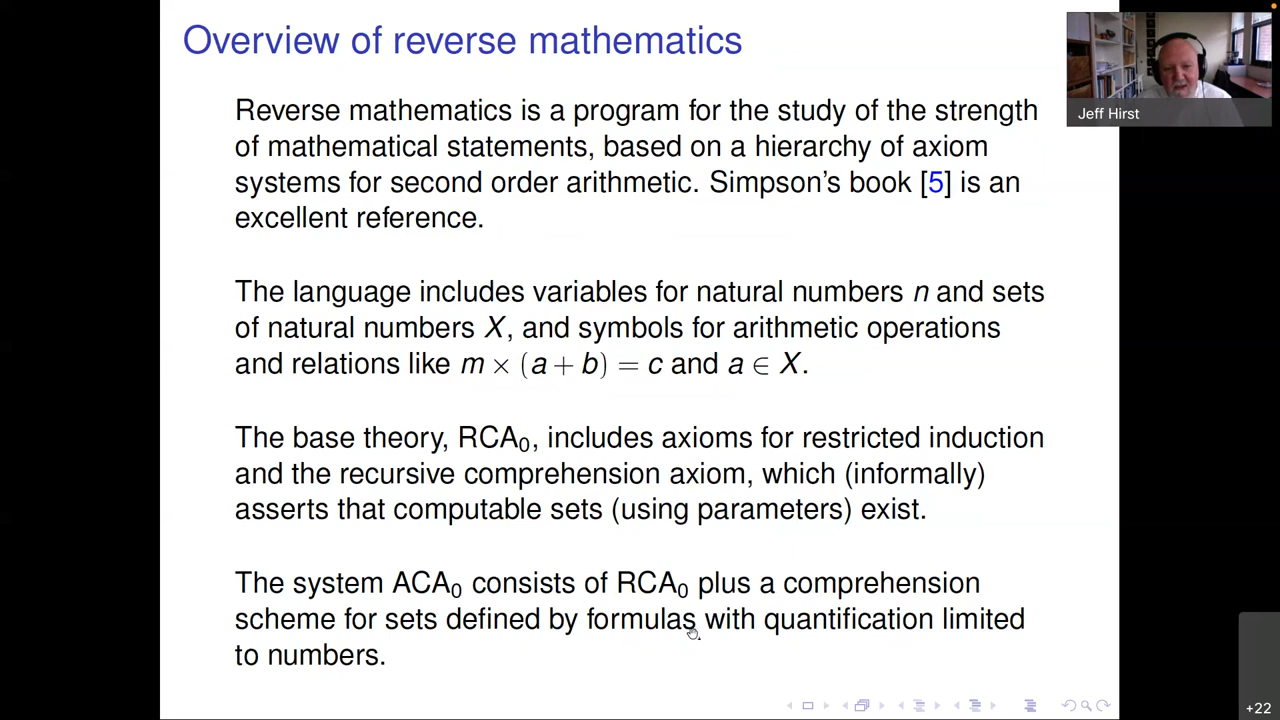 Overview of reverse mathematics
Jeff Hirst
Reverse mathematics is a program for the study of the strength
of mathematical statements, based on a hierarchy of axiom
systems for second order arithmetic. Simpson's book [5] is an
excellent reference.
The language includes variables for natural numbers n and sets
of natural numbers X, and symbols for arithmetic operations
and relations like m × (a + b) = c and a ∈ X.
The base theory, RCA₀, includes axioms for restricted induction
and the recursive comprehension axiom, which (informally)
asserts that computable sets (using parameters) exist.
The system ACA₀ consists of RCA₀ plus a comprehension
scheme for sets defined by formulas with quantification limited
to numbers.
+22